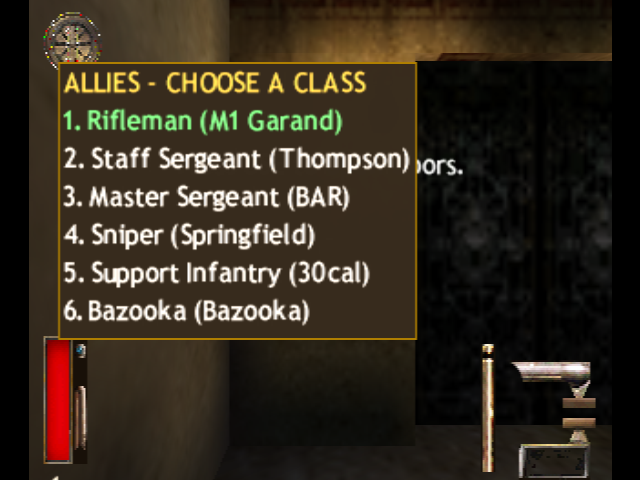 ALLIES - CHOOSE A CLASS
1. Rifleman (M1 Garand)
2. Staff Sergeant (Thompson)
3. Master Sergeant (BAR)
4. Sniper (Springfield)
5. Support Infantry (30cal)
6. Bazooka (Bazooka)